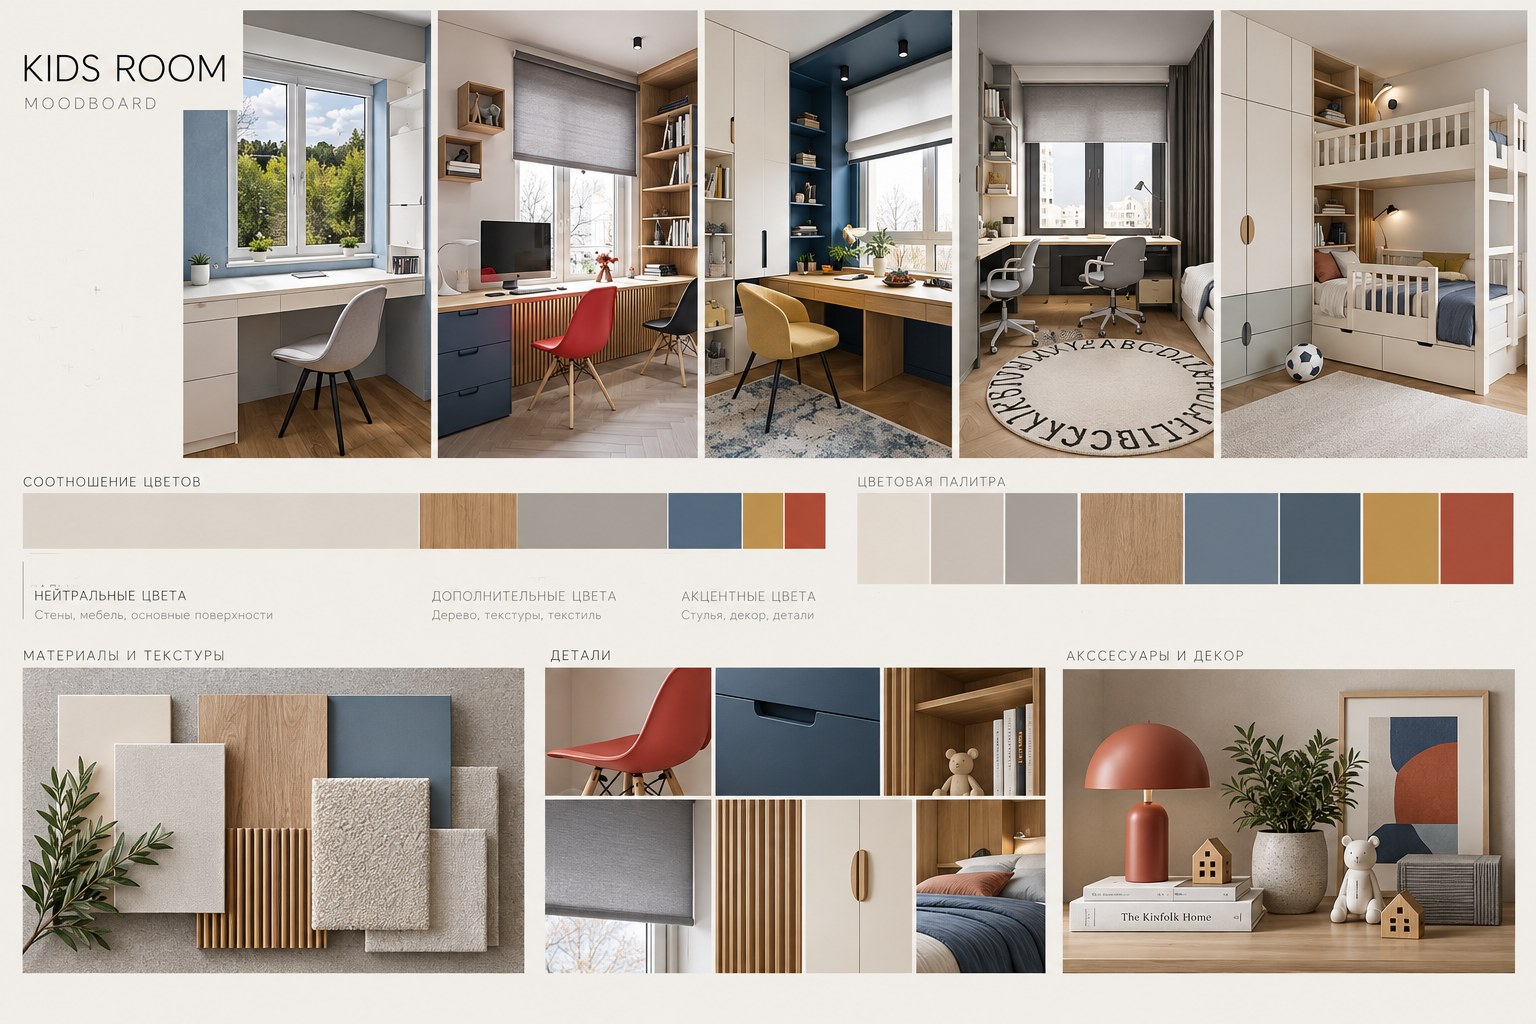 KIDS ROOM
MOODBOARD
СООТНОШЕНИЕ ЦВЕТОВ
ЦВЕТОВАЯ ПАЛИТРА
НЕЙТРАЛЬНЫЕ ЦВЕТА
Стены, мебель, основные поверхности
ДОПОЛНИТЕЛЬНЫЕ ЦВЕТА
Дерево, текстуры, текстиль
АКЦЕНТНЫЕ ЦВЕТА
Стулья, декор, детали
МАТЕРИАЛЫ И ТЕКСТУРЫ
ДЕТАЛИ
АКССЕСУАРЫ И ДЕКОР
The Kinfolk Home